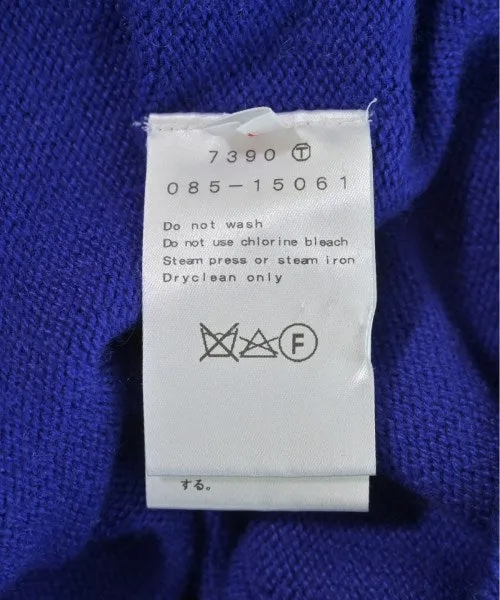 7390 Ⓣ
085-15061
Do not wash
Do not use chlorine bleach
Steam press or steam iron
Dryclean only
F
する。